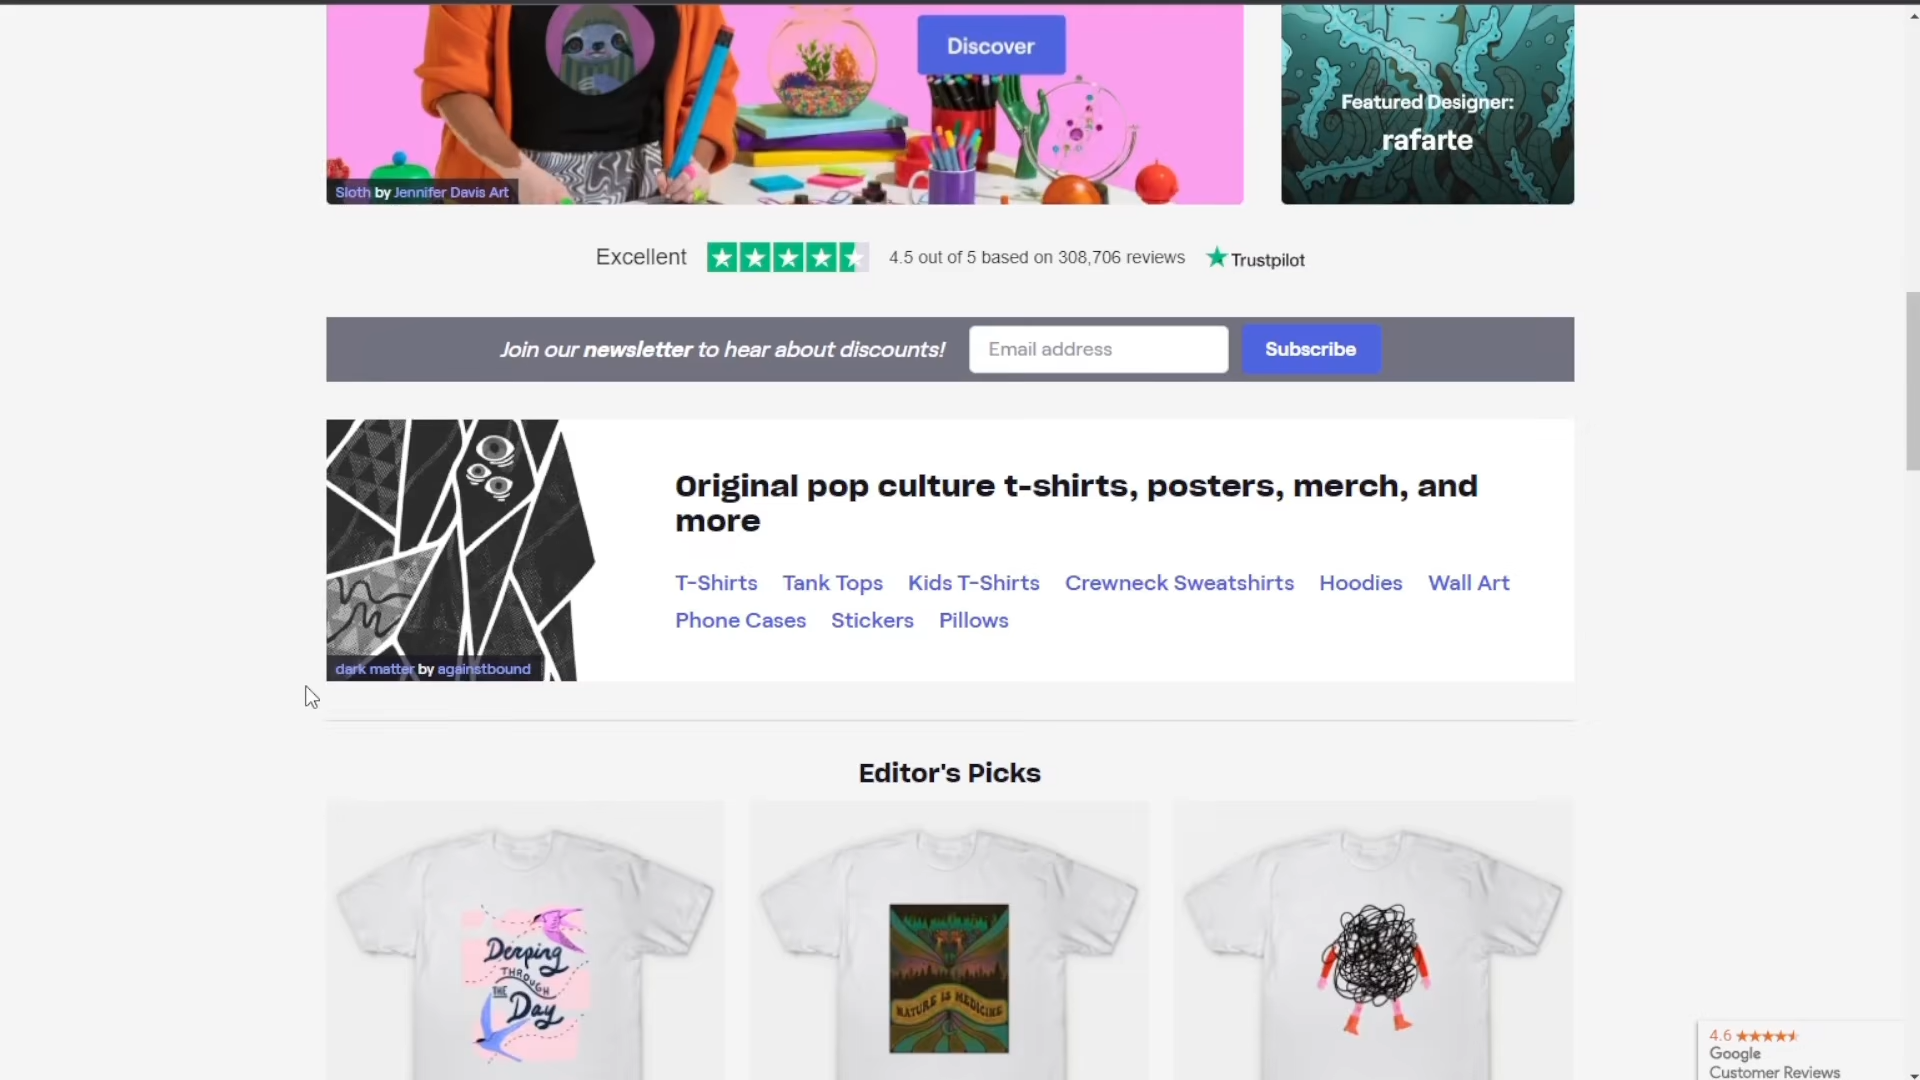 Discover
Featured Designer:
rafarte
Sloth by Jennifer Davis Art
Excellent
4.5 out of 5 based on 308,706 reviews
Trustpilot
Join our newsletter to hear about discounts!
Email address
Subscribe
Original pop culture t-shirts, posters, merch, and
more
T-Shirts Tank Tops Kids T-Shirts Crewneck Sweatshirts Hoodies Wall Art
Phone Cases Stickers Pillows
dark matter by againstbound
Editor's Picks
Derping
THROUGH
THE
Day
NATURE IS MEDICINE
4.6
Google
Customer Reviews